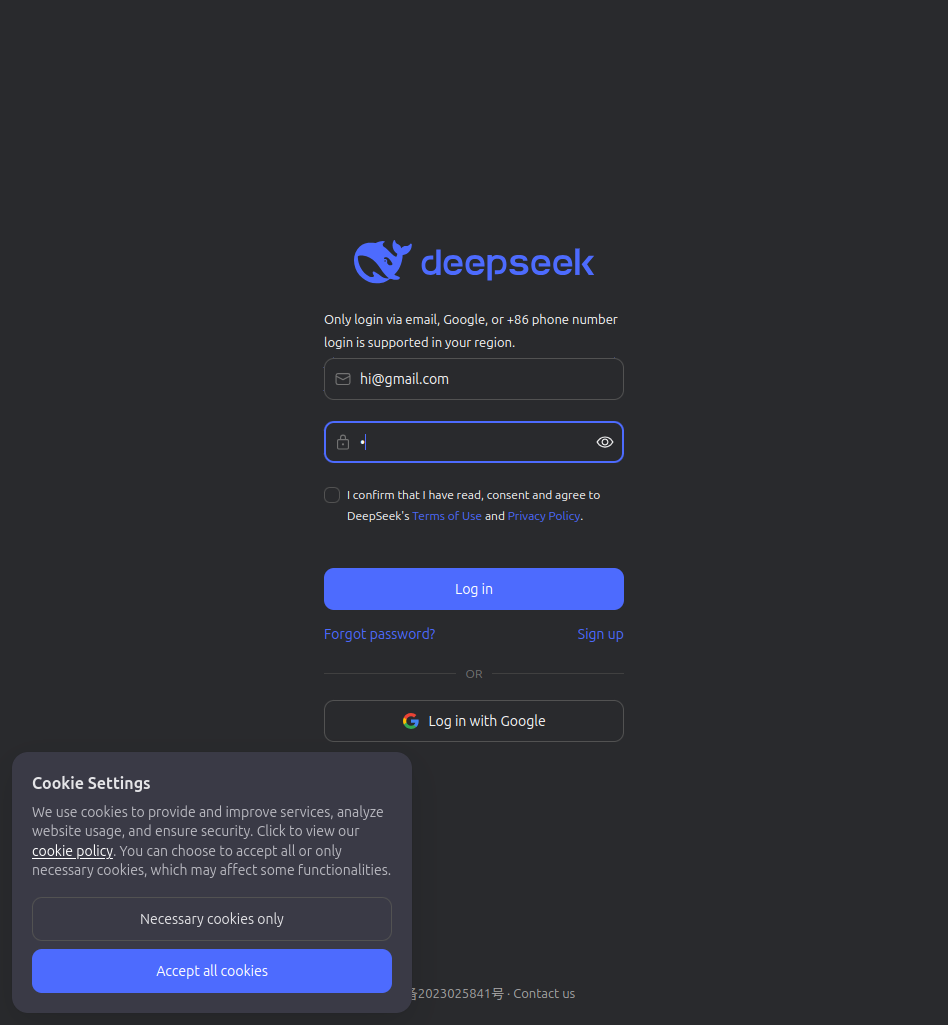 deepseek
Only login via email, Google, or +86 phone number
login is supported in your region.
hi@gmail.com
•
I confirm that I have read, consent and agree to
DeepSeek's Terms of Use and Privacy Policy.
Log in
Forgot password? Sign up
OR
Log in with Google
Cookie Settings
We use cookies to provide and improve services, analyze
website usage, and ensure security. Click to view our
cookie policy. You can choose to accept all or only
necessary cookies, which may affect some functionalities.
Necessary cookies only
Accept all cookies
2023025841号 · Contact us